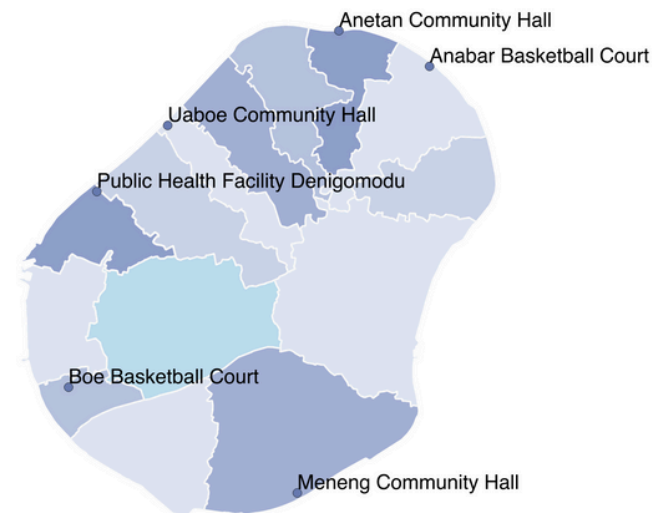 Anetan Community Hall
Anabar Basketball Court
Uaboe Community Hall
Public Health Facility Denigomodu
Boe Basketball Court
Meneng Community Hall